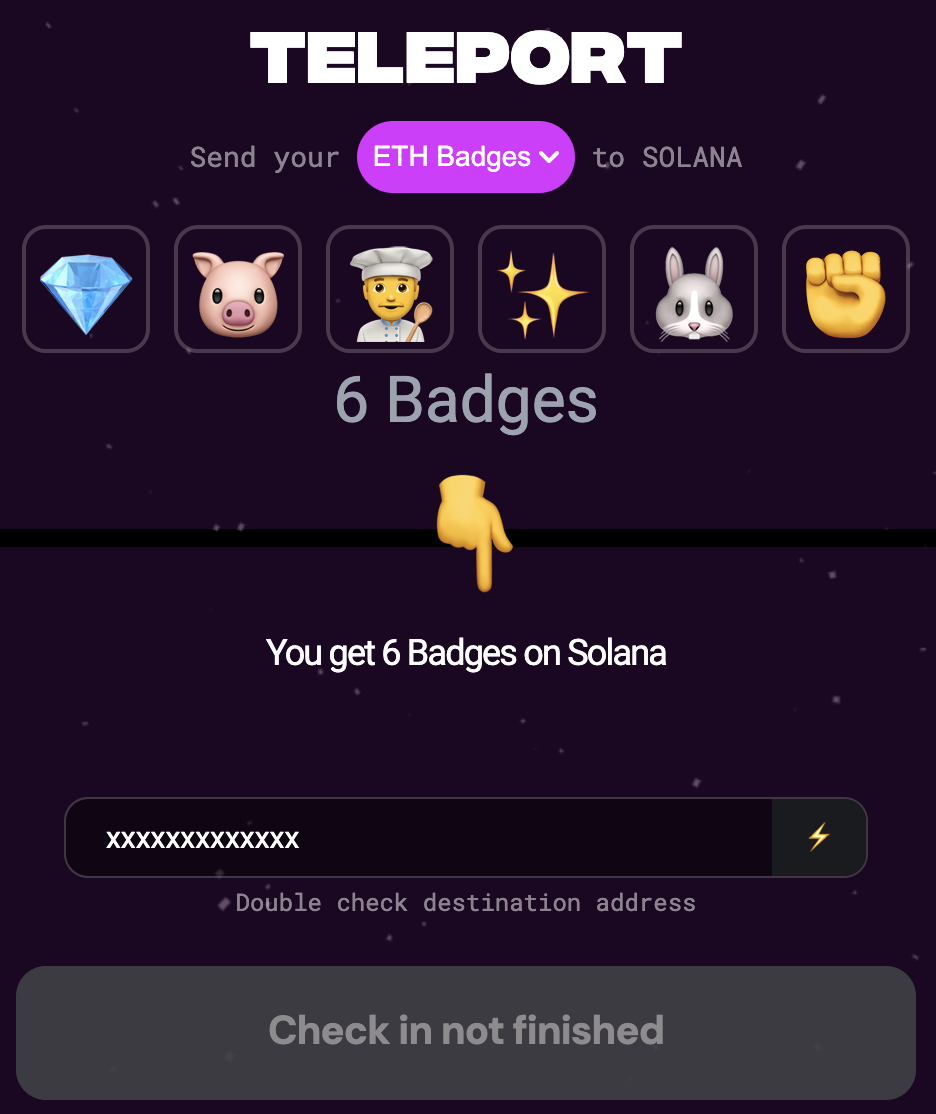 TELEPORT
Send your ETH Badges to SOLANA
6 Badges
You get 6 Badges on Solana
xxxxxxxxxxxxx
Double check destination address
Check in not finished